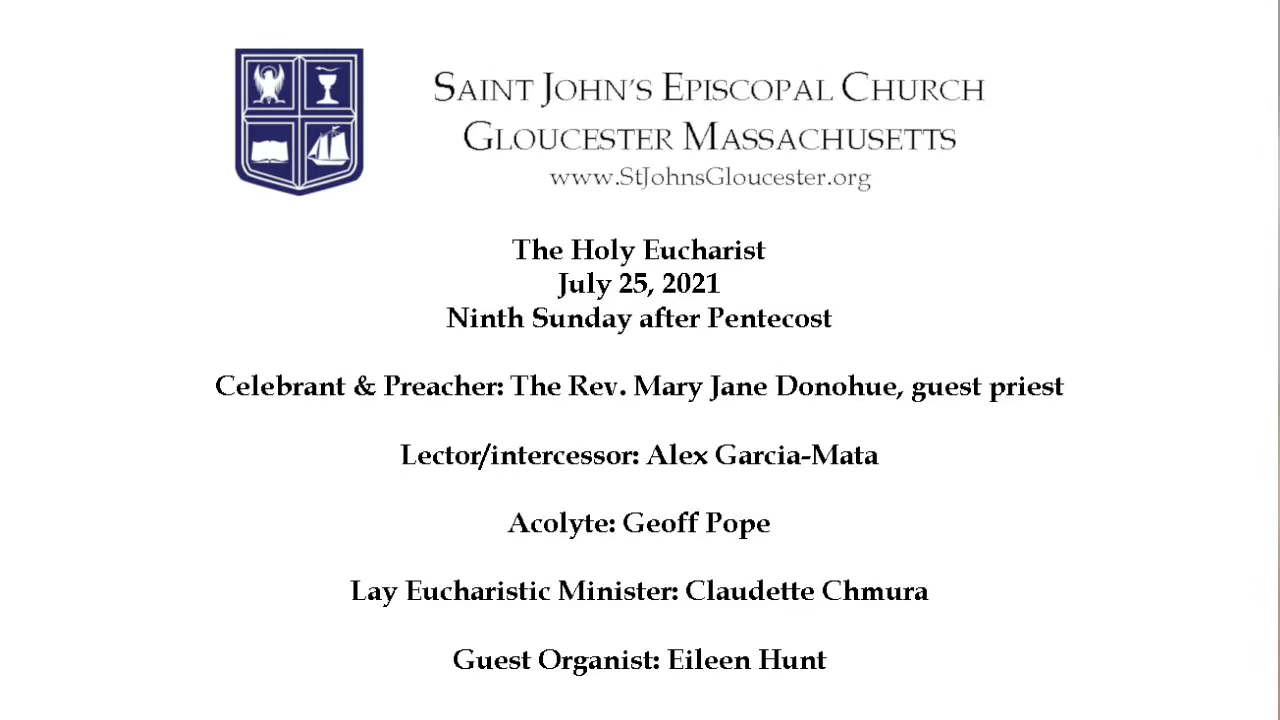 SAINT JOHN'S EPISCOPAL CHURCH
GLOUCESTER MASSACHUSETTS
www.StJohnsGloucester.org
The Holy Eucharist
July 25, 2021
Ninth Sunday after Pentecost
Celebrant & Preacher: The Rev. Mary Jane Donohue, guest priest
Lector/intercessor: Alex Garcia-Mata
Acolyte: Geoff Pope
Lay Eucharistic Minister: Claudette Chmura
Guest Organist: Eileen Hunt